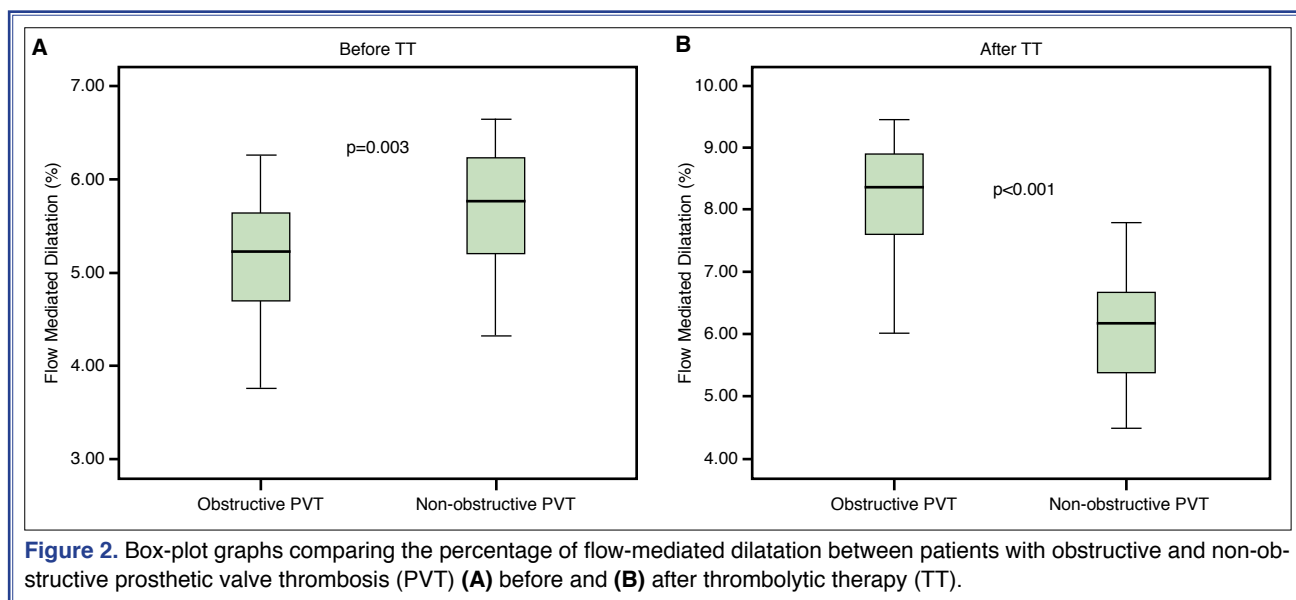 A
Before TT
7.00
6.00
5.00
4.00
3.00
Flow Mediated Dilatation (%)
p=0.003
Obstructive PVT
Non-obstructive PVT
B
After TT
10.00
9.00
8.00
7.00
6.00
5.00
4.00
Flow Mediated Dilatation (%)
p<0.001
Obstructive PVT
Non-obstructive PVT
Figure 2. Box-plot graphs comparing the percentage of flow-mediated dilatation between patients with obstructive and non-ob-
structive prosthetic valve thrombosis (PVT) (A) before and (B) after thrombolytic therapy (TT).